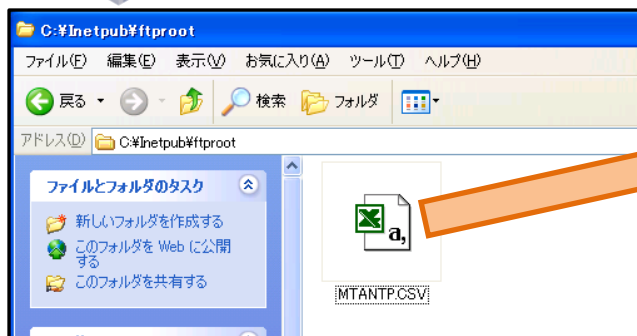 C:¥Inetpub¥ftproot
ファイル(F) 編集(E) 表示(V) お気に入り(A) ツール(T) ヘルプ(H)
戻る 検索 フォルダ
アドレス(D) C:¥Inetpub¥ftproot
ファイルとフォルダのタスク
新しいフォルダを作成する
このフォルダを Web に公開
する
このフォルダを共有する
a,
MTANTP.CSV